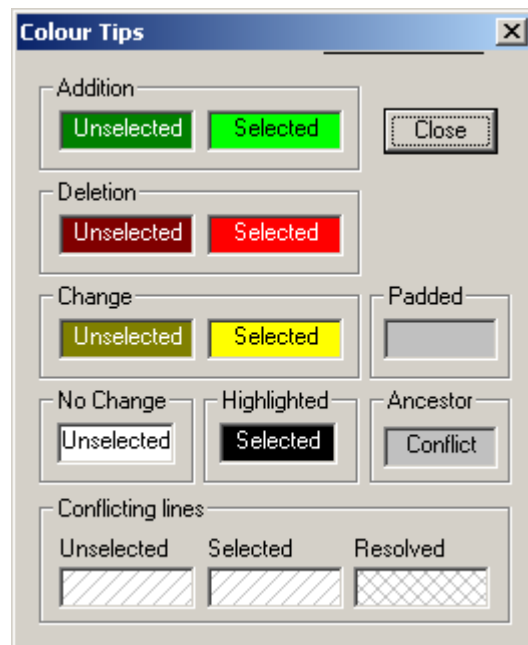 Colour Tips
Addition
Unselected Selected
Close
Deletion
Unselected Selected
Change
Unselected Selected
Padded
No Change
Unselected
Highlighted
Selected
Ancestor
Conflict
Conflicting lines
Unselected Selected Resolved